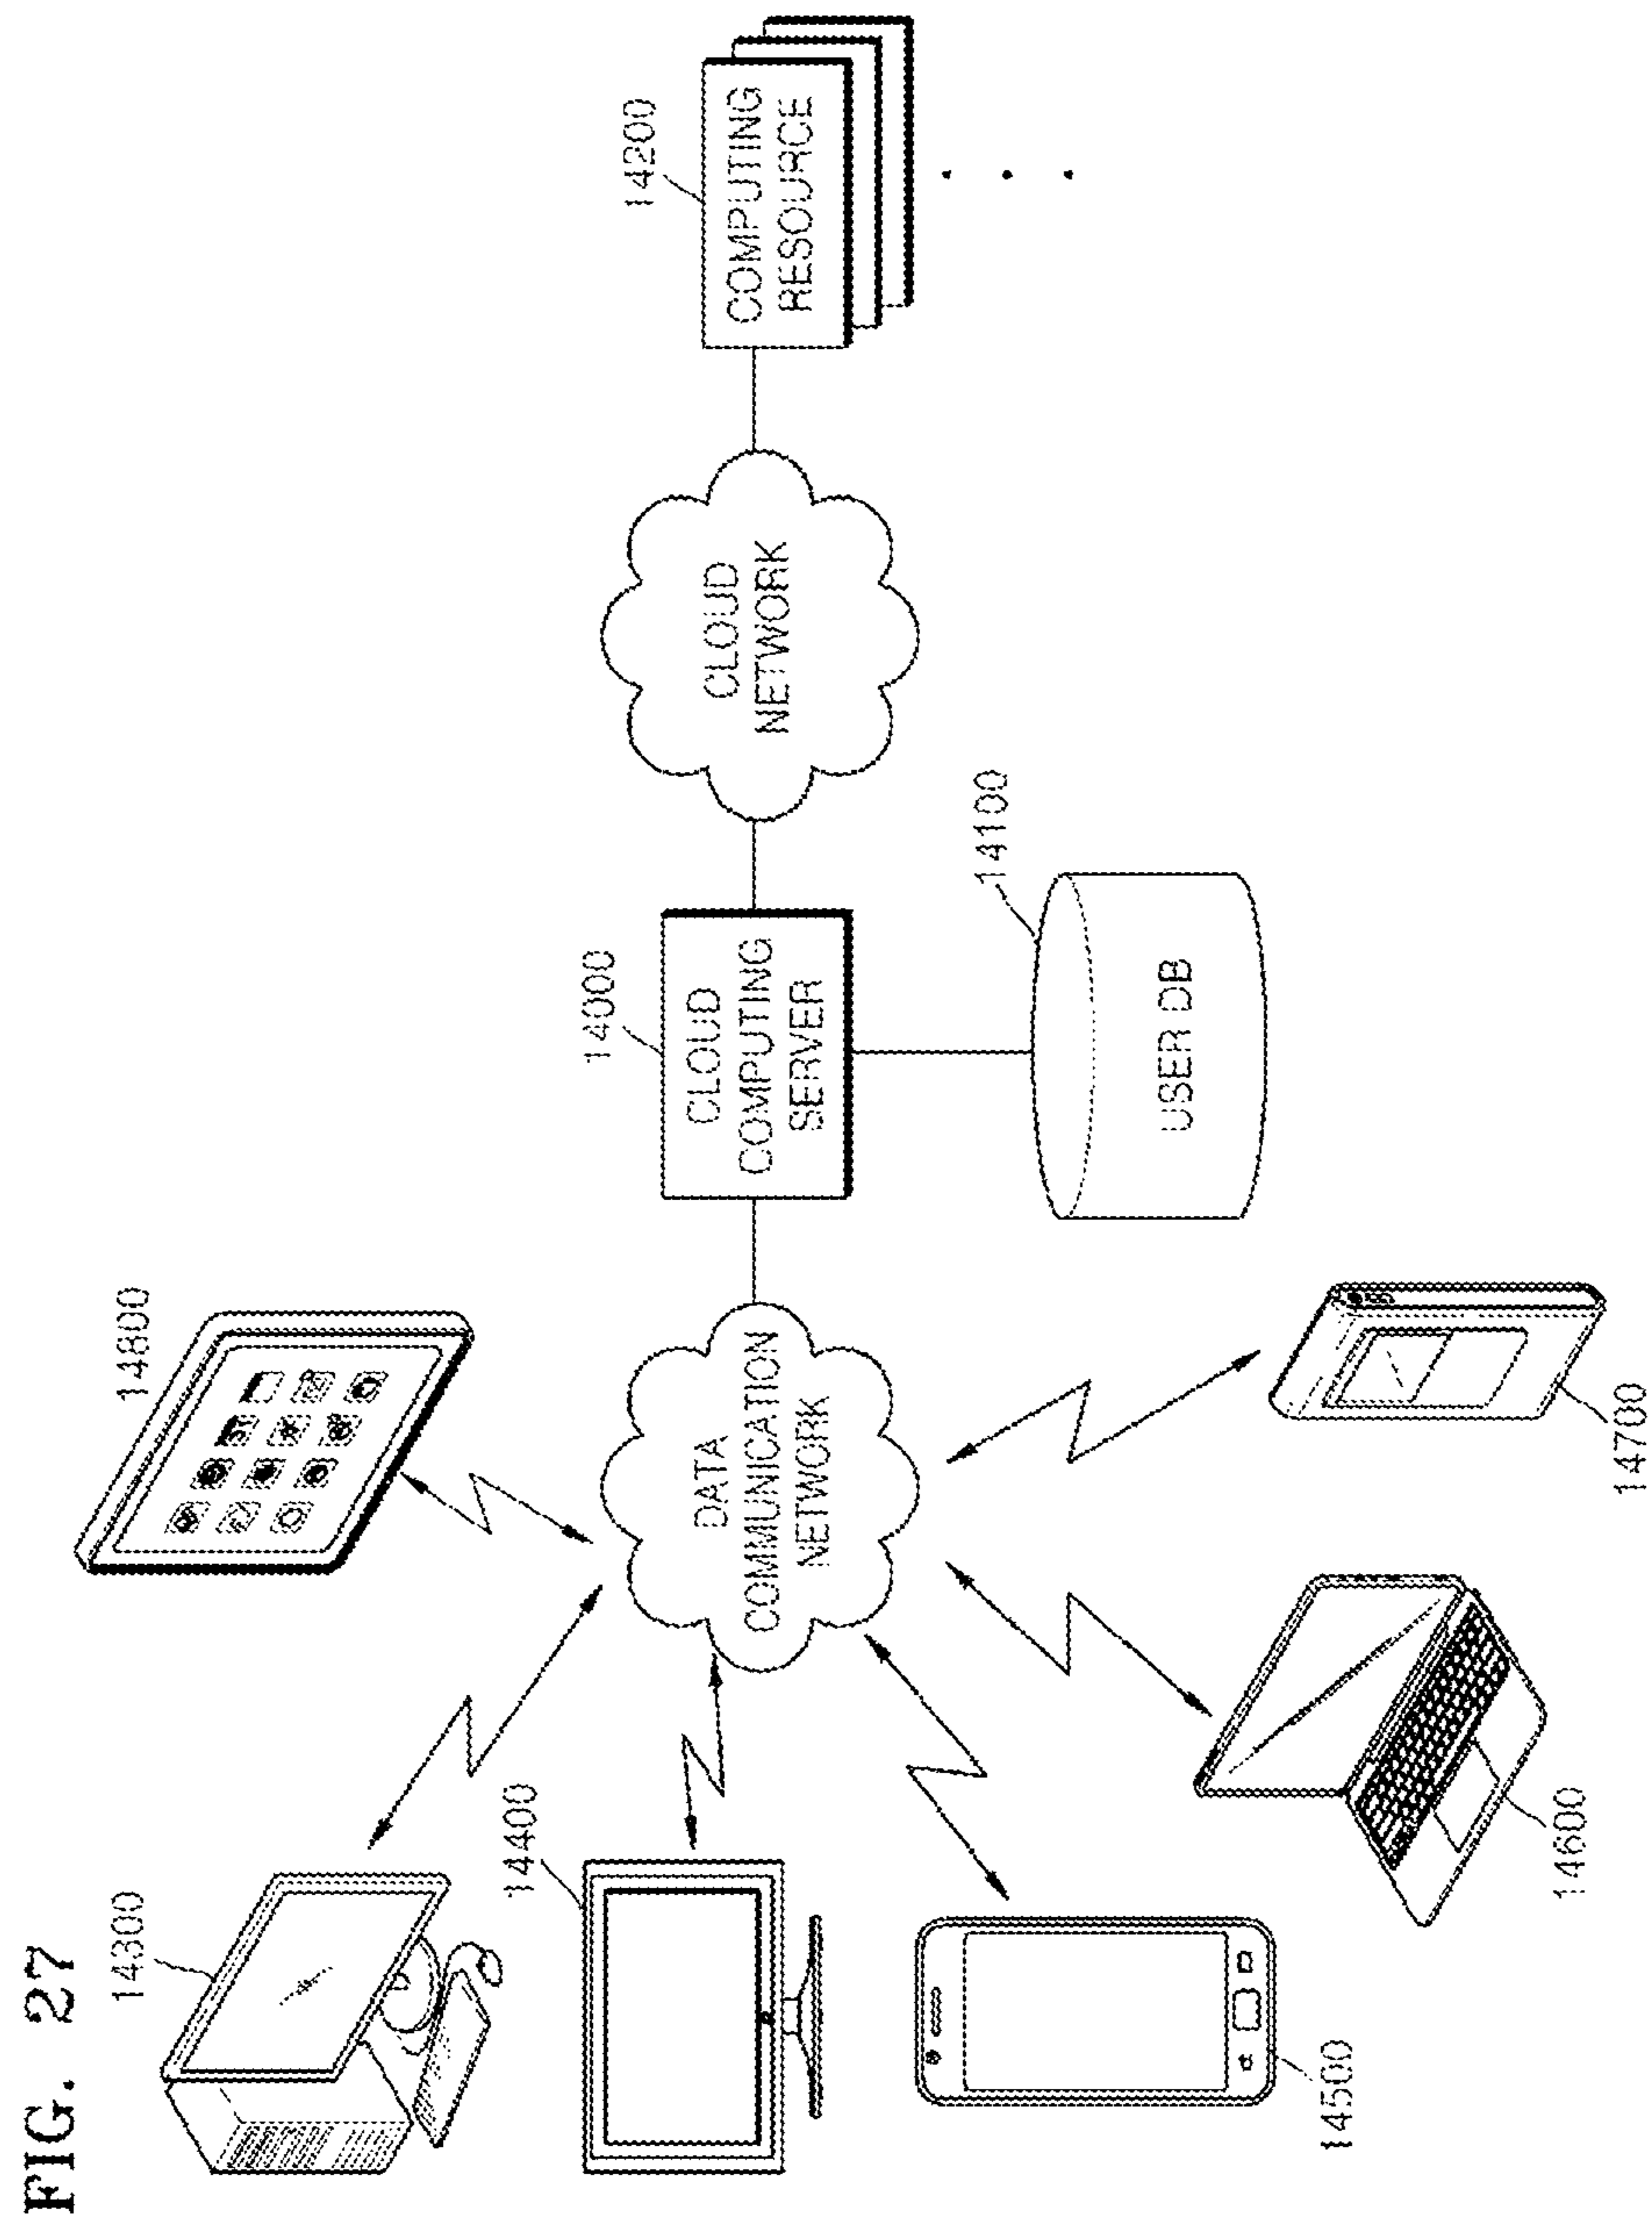 FIG. 27
14300
14800
14400
14000
14200
DATA
COMMUNICATION
NETWORK
CLOUD
COMPUTING
SERVER
CLOUD
NETWORK
COMPUTING
RESOURCE
14100
USER DB
14500
14600
14700